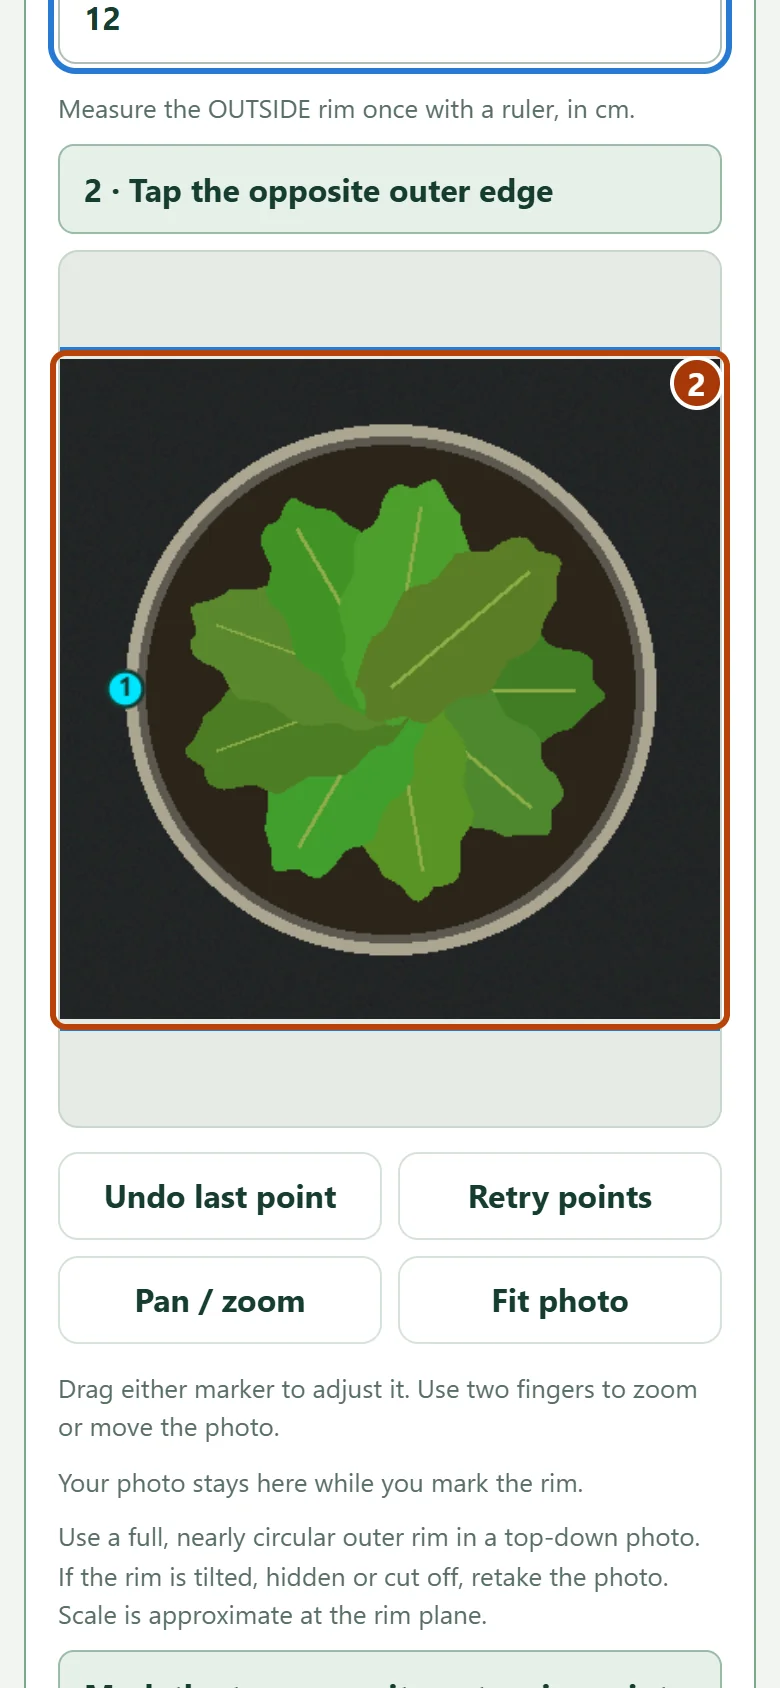 12
Measure the OUTSIDE rim once with a ruler, in cm.
2 · Tap the opposite outer edge
2
1
Undo last point
Retry points
Pan / zoom
Fit photo
Drag either marker to adjust it. Use two fingers to zoom
or move the photo.
Your photo stays here while you mark the rim.
Use a full, nearly circular outer rim in a top-down photo.
If the rim is tilted, hidden or cut off, retake the photo.
Scale is approximate at the rim plane.